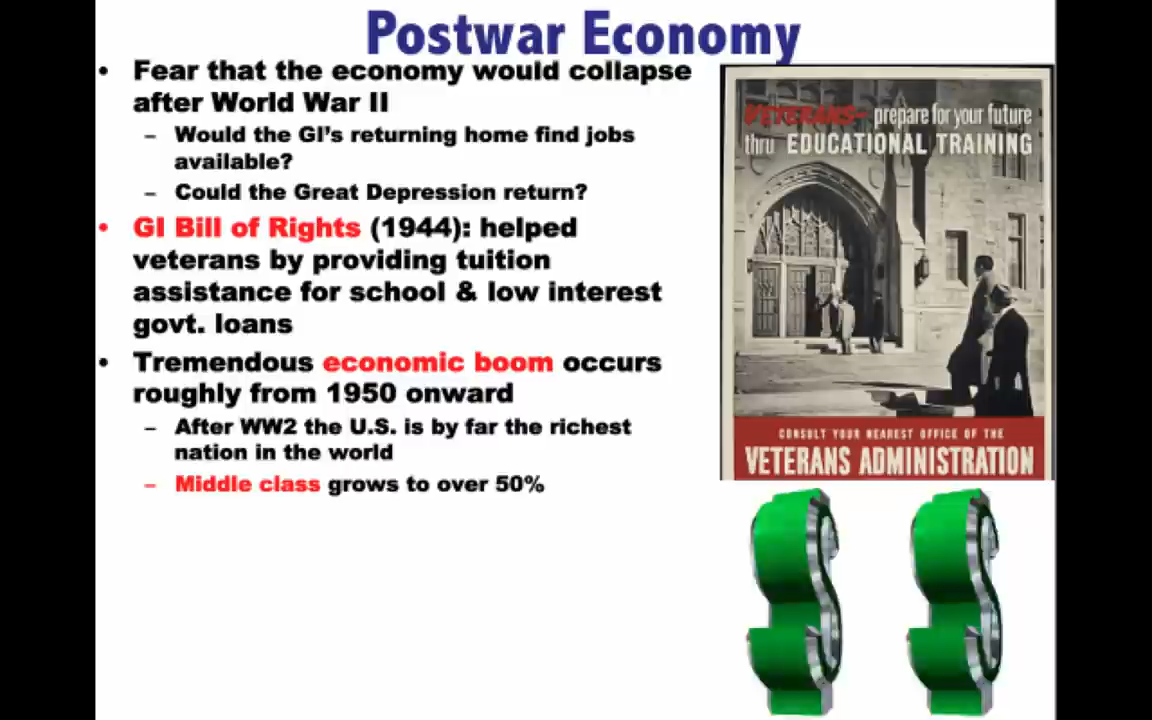 Postwar Economy
• Fear that the economy would collapse
after World War II
– Would the GI's returning home find jobs
available?
– Could the Great Depression return?
• GI Bill of Rights (1944): helped
veterans by providing tuition
assistance for school & low interest
govt. loans
• Tremendous economic boom occurs
roughly from 1950 onward
– After WW2 the U.S. is by far the richest
nation in the world
– Middle class grows to over 50%
VETERANS- prepare for your future
thru EDUCATIONAL TRAINING
CONSULT YOUR NEAREST OFFICE OF THE
VETERANS ADMINISTRATION